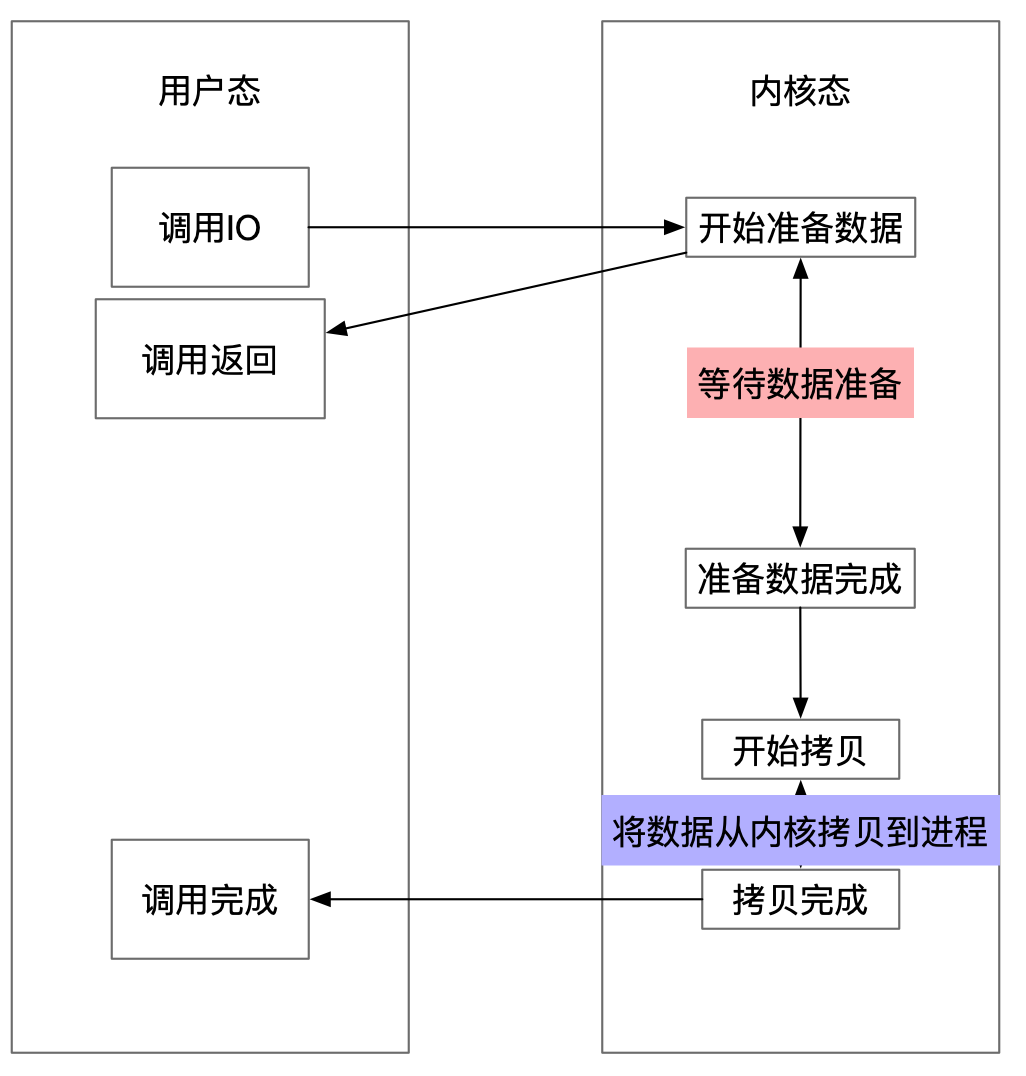 用户态
内核态
调用IO
开始准备数据
调用返回
等待数据准备
准备数据完成
开始拷贝
将数据从内核拷贝到进程
调用完成
拷贝完成